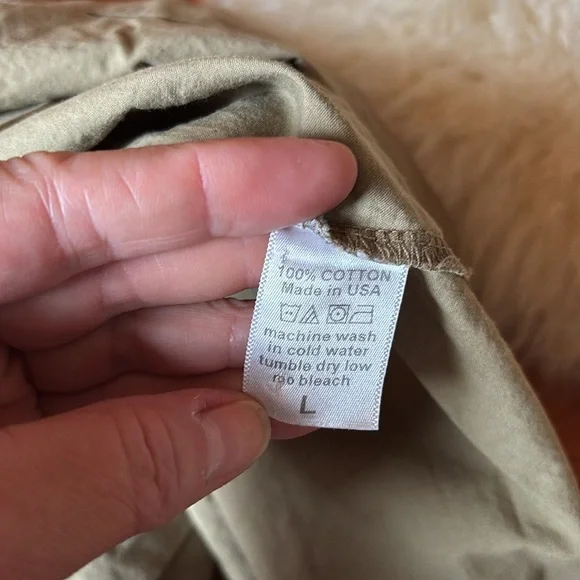 100% COTTON
Made in USA
machine wash
in cold water
tumble dry low
no bleach
L